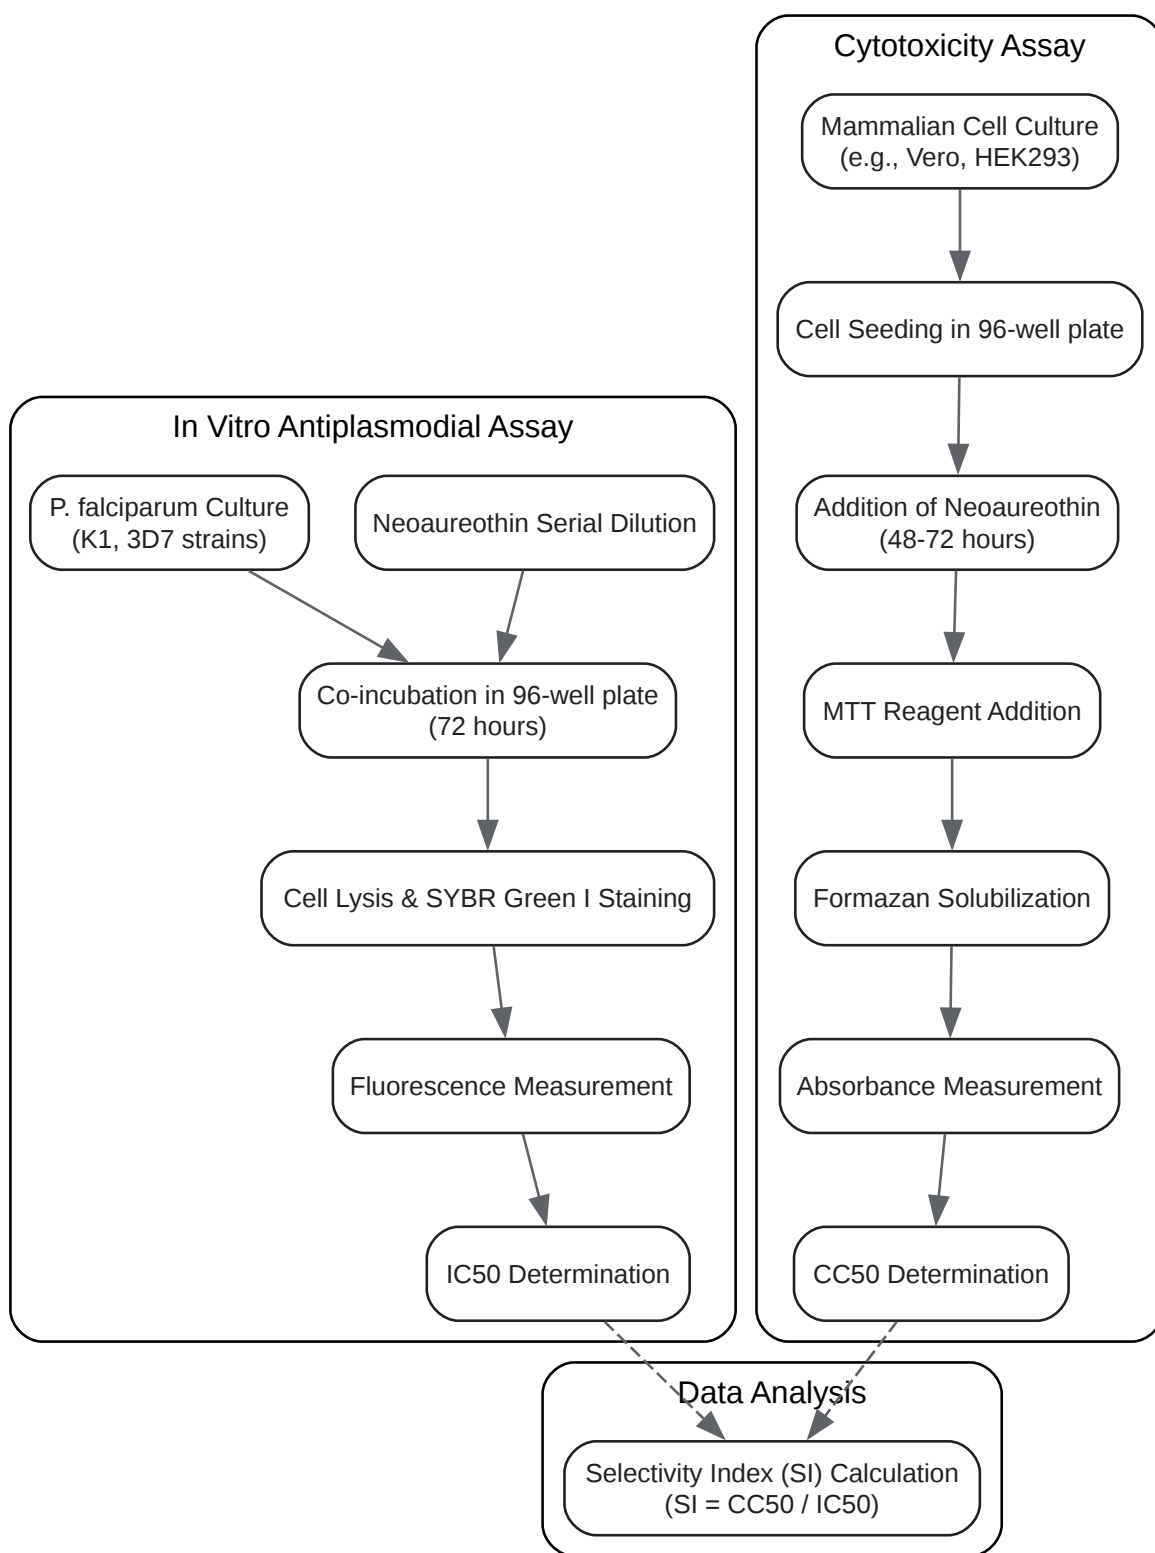 Cytotoxicity Assay
Mammalian Cell Culture
(e.g., Vero, HEK293)
Cell Seeding in 96-well plate
Addition of Neoaureothin
(48-72 hours)
MTT Reagent Addition
Formazan Solubilization
Absorbance Measurement
CC50 Determination
In Vitro Antiplasmodial Assay
P. falciparum Culture
(K1, 3D7 strains)
Neoaureothin Serial Dilution
Co-incubation in 96-well plate
(72 hours)
Cell Lysis & SYBR Green I Staining
Fluorescence Measurement
IC50 Determination
Data Analysis
Selectivity Index (SI) Calculation
(SI = CC50 / IC50)